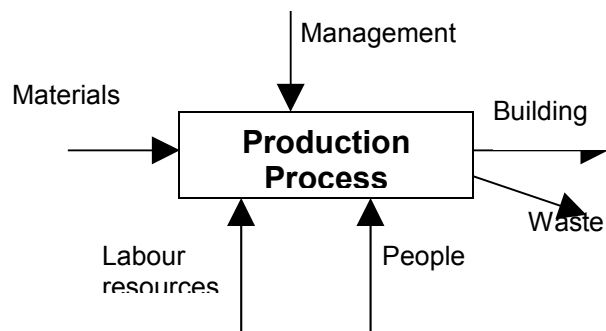 Management
Materials
Building
Production
Process
Waste
Labour
resources
People